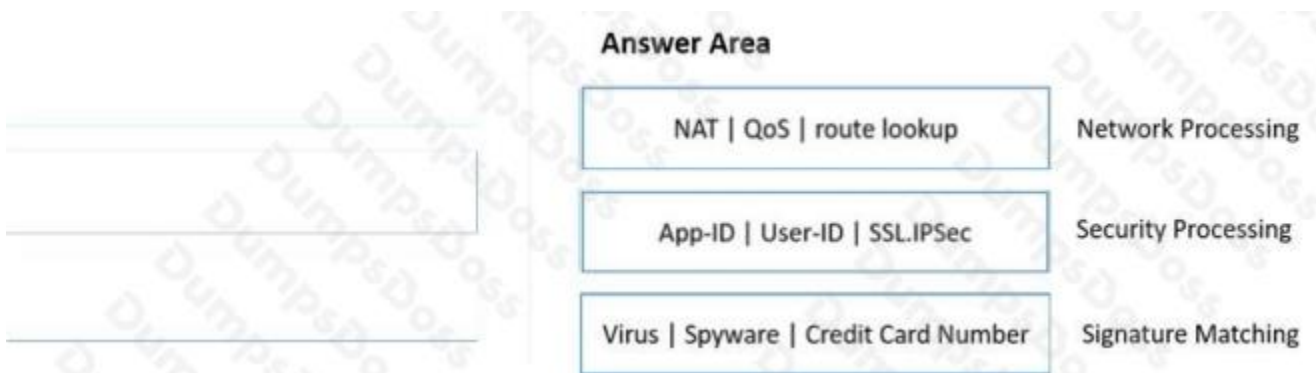 Answer Area
NAT | QoS | route lookup
Network Processing
App-ID | User-ID | SSL.IPSec
Security Processing
Virus | Spyware | Credit Card Number
Signature Matching
DumpsDoss